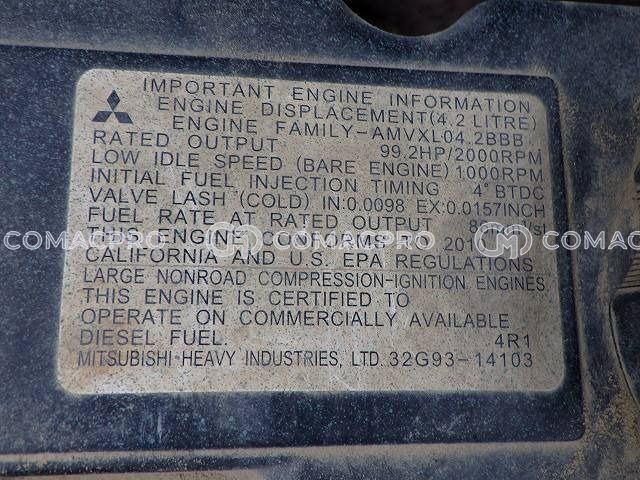 IMPORTANT ENGINE INFORMATION
ENGINE DISPLACEMENT(4.2 LITRE)
ENGINE FAMILY-AMVXL04.2BBB
RATED OUTPUT 99.2HP/2000RPM
LOW IDLE SPEED (BARE ENGINE) 1000RPM
INITIAL FUEL INJECTION TIMING 4°BTDC
VALVE LASH (COLD) IN:0.0098 EX:0.0157INCH
FUEL RATE AT RATED OUTPUT
THIS ENGINE CONFORMS
COMACPRO COMACPRO COMACPRO
CALIFORNIA AND U.S. EPA REGULATIONS
LARGE NONROAD COMPRESSION-IGNITION ENGINES
THIS ENGINE IS CERTIFIED TO
OPERATE ON COMMERCIALLY AVAILABLE
DIESEL FUEL. 4R1
MITSUBISHI HEAVY INDUSTRIES, LTD. 32G93-14103